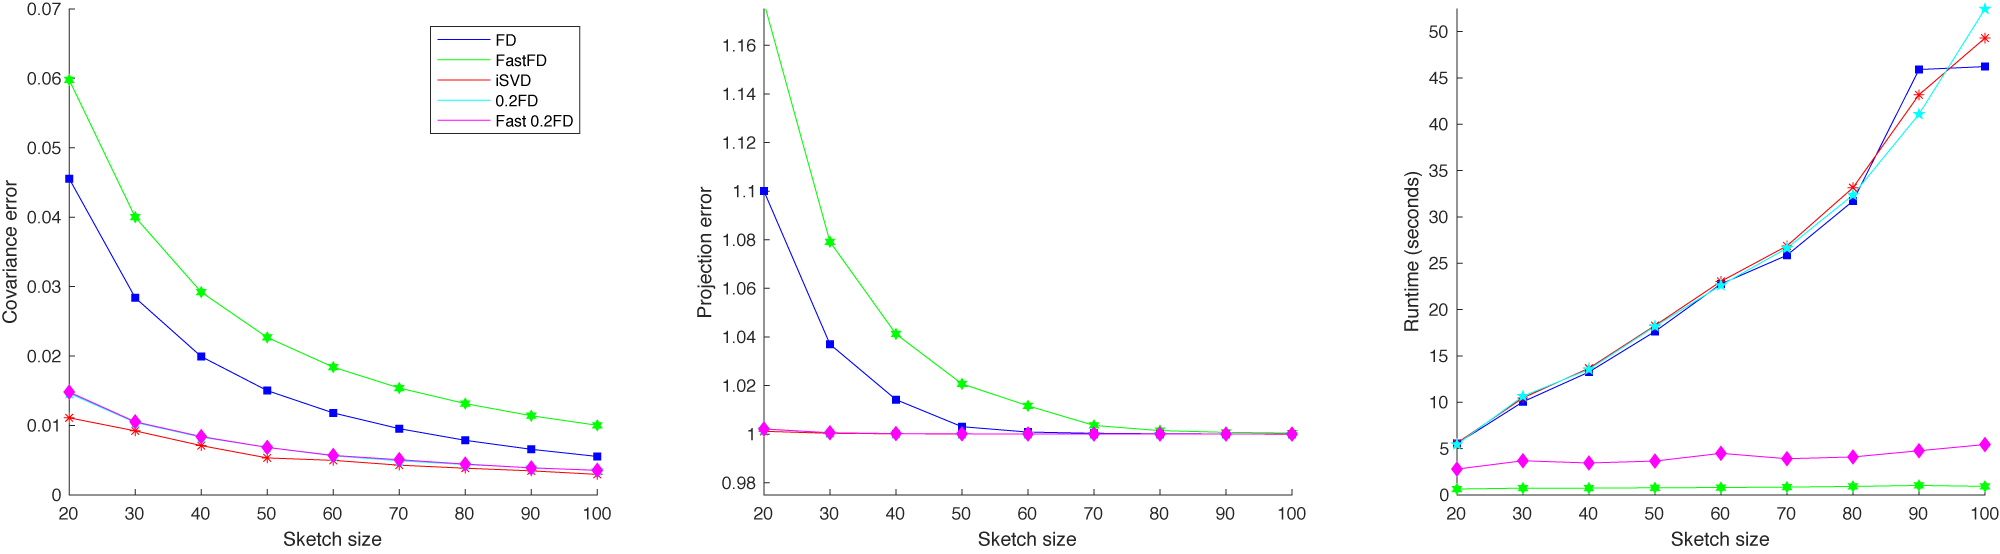 Covariance error
0.07
0.06
0.05
0.04
0.03
0.02
0.01
0
20 30 40 50 60 70 80 90 100
Sketch size
FD
FastFD
iSVD
0.2FD
Fast 0.2FD
Projection error
1.16
1.14
1.12
1.1
1.08
1.06
1.04
1.02
1
0.98
20 30 40 50 60 70 80 90 100
Sketch size
Runtime (seconds)
50
45
40
35
30
25
20
15
10
5
0
20 30 40 50 60 70 80 90 100
Sketch size